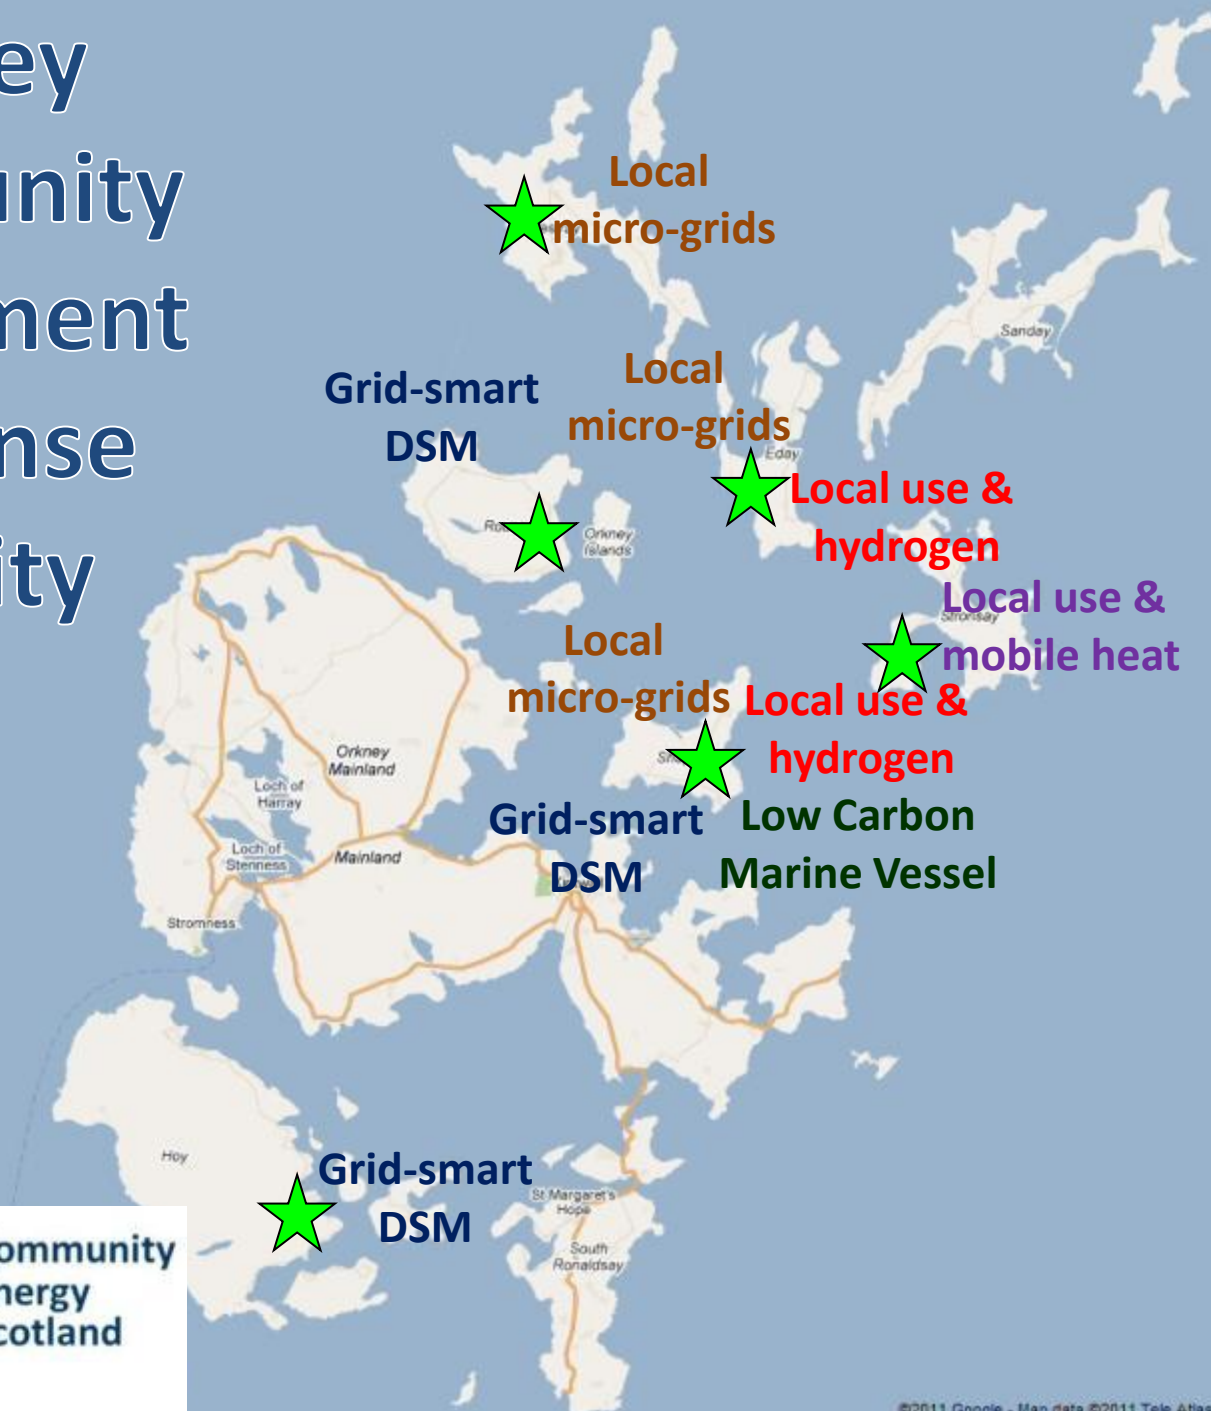 ey
unity
ment
nse
ity
Local
micro-grids
Sanday
Local
micro-grids
Grid-smart
DSM
Eday
Local use &
hydrogen
Orkney
Islands
Local use &
mobile heat
Stronsay
Local
micro-grids
Local use &
hydrogen
Orkney
Mainland
Loch of
Harray
Grid-smart
DSM
Low Carbon
Marine Vessel
Loch of
Stenness
Mainland
Stromness
Hoy
Grid-smart
DSM
St Margaret's
Hope
South
Ronaldsay
ommunity
nergy
cotland
©2011 Google - Map data ©2011 Tele Atlas